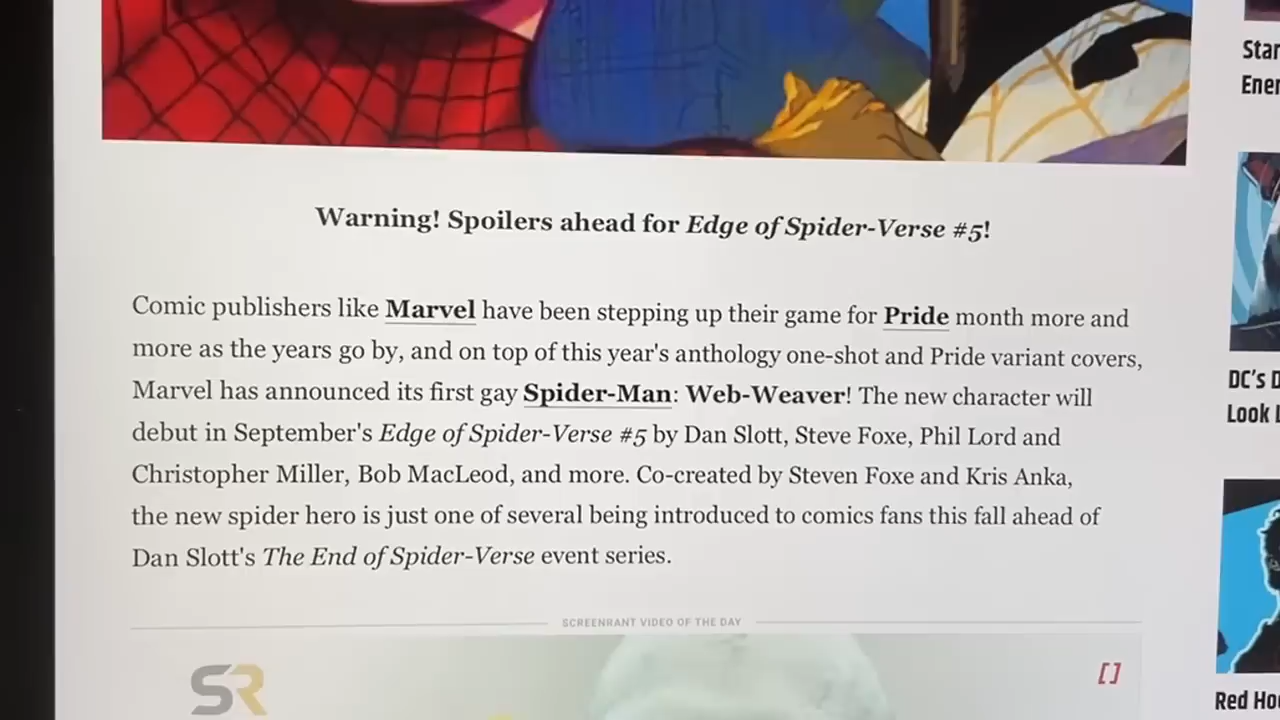 Warning! Spoilers ahead for Edge of Spider-Verse #5!
Comic publishers like Marvel have been stepping up their game for Pride month more and
more as the years go by, and on top of this year's anthology one-shot and Pride variant covers,
Marvel has announced its first gay Spider-Man: Web-Weaver! The new character will
debut in September's Edge of Spider-Verse #5 by Dan Slott, Steve Foxe, Phil Lord and
Christopher Miller, Bob MacLeod, and more. Co-created by Steven Foxe and Kris Anka,
the new spider hero is just one of several being introduced to comics fans this fall ahead of
Dan Slott's The End of Spider-Verse event series.
SCREENRANT VIDEO OF THE DAY
SR
DC'S
Look
Red